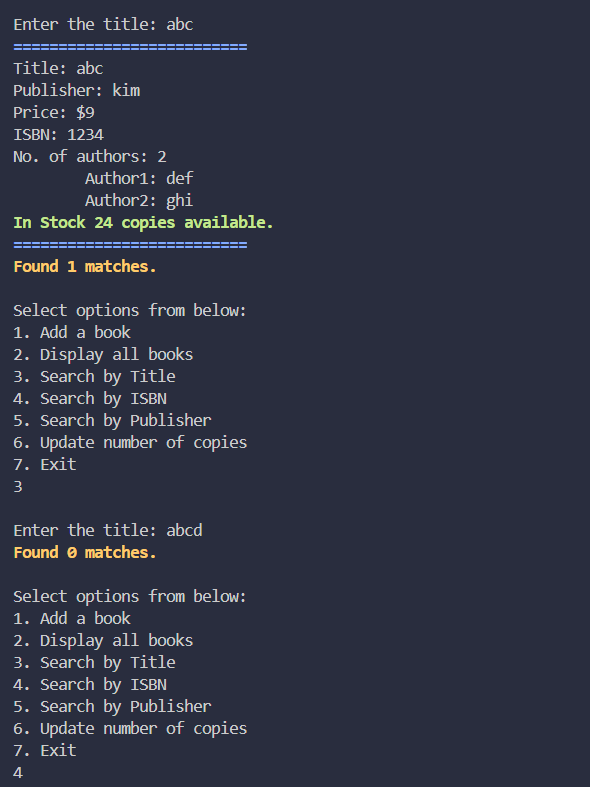 Enter the title: abc
==========================
Title: abc
Publisher: kim
Price: $9
ISBN: 1234
No. of authors: 2
        Author1: def
        Author2: ghi
In Stock 24 copies available.
==========================
Found 1 matches.

Select options from below:
1. Add a book
2. Display all books
3. Search by Title
4. Search by ISBN
5. Search by Publisher
6. Update number of copies
7. Exit
3

Enter the title: abcd
Found 0 matches.

Select options from below:
1. Add a book
2. Display all books
3. Search by Title
4. Search by ISBN
5. Search by Publisher
6. Update number of copies
7. Exit
4